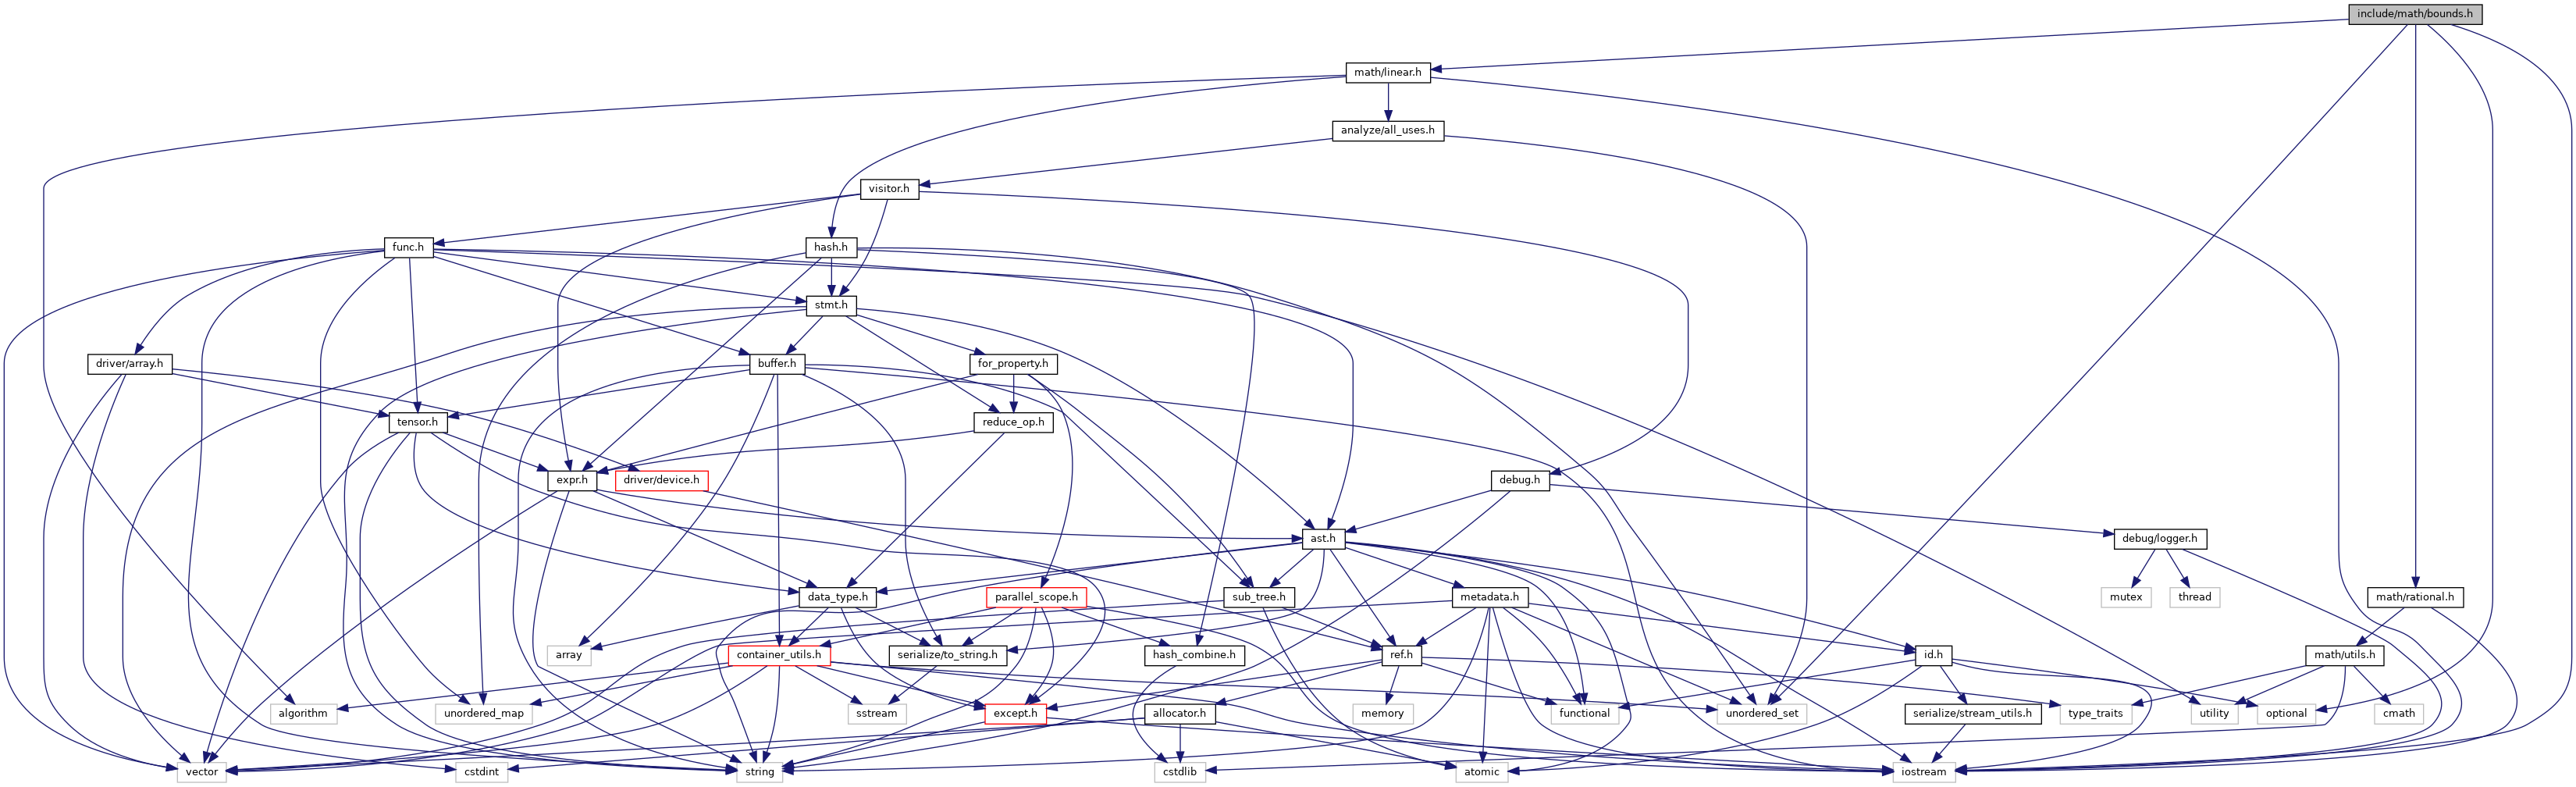 include/math/bounds.h
math/linear.h
analyze/all_uses.h
visitor.h
func.h
hash.h
stmt.h
driver/array.h
buffer.h
for_property.h
tensor.h
reduce_op.h
expr.h
driver/device.h
debug.h
ast.h
debug/logger.h
data_type.h
parallel_scope.h
sub_tree.h
metadata.h
mutex
thread
math/rational.h
array
container_utils.h
serialize/to_string.h
hash_combine.h
ref.h
id.h
math/utils.h
algorithm
unordered_map
sstream
except.h
allocator.h
memory
functional
unordered_set
serialize/stream_utils.h
type_traits
utility
optional
cmath
vector
cstdint
string
cstdlib
atomic
iostream